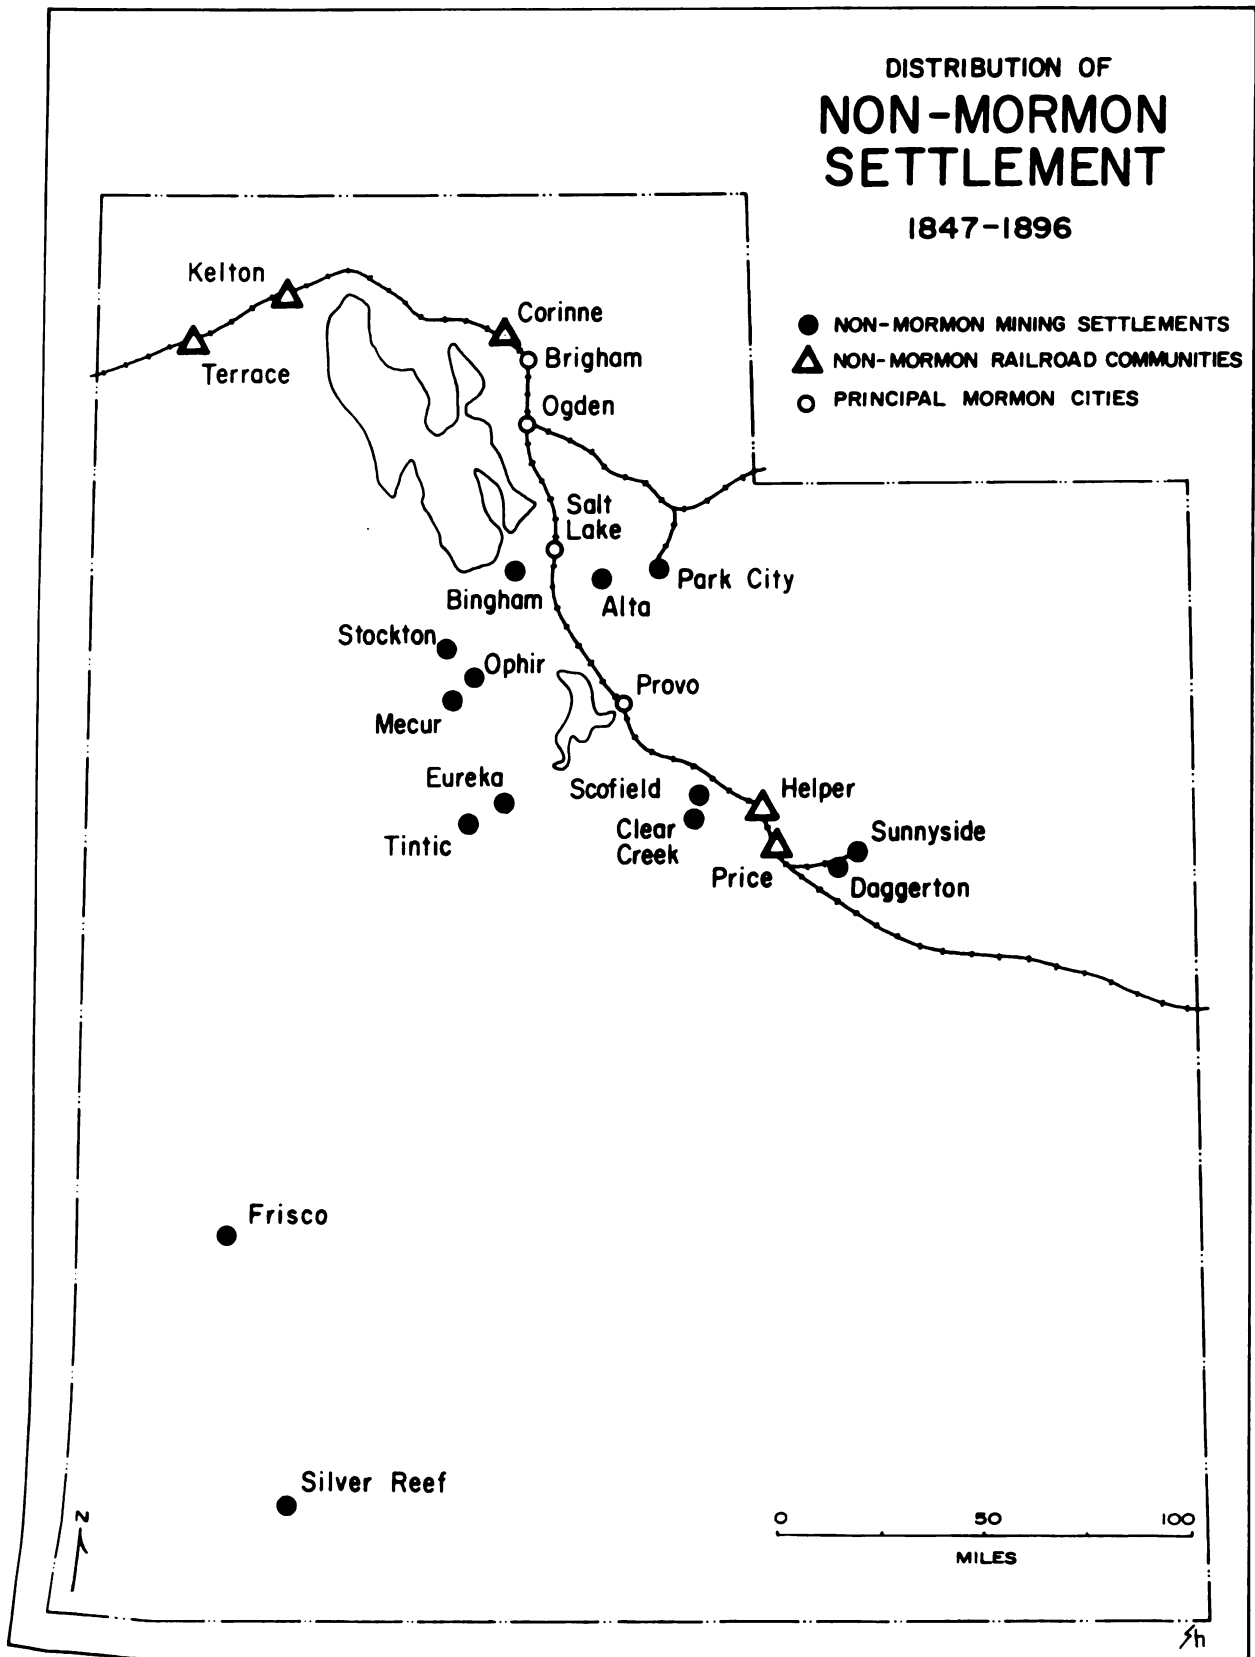 DISTRIBUTION OF
NON-MORMON
SETTLEMENT
1847-1896
NON-MORMON MINING SETTLEMENTS
NON-MORMON RAILROAD COMMUNITIES
PRINCIPAL MORMON CITIES
Kelton
Terrace
Corinne
Brigham
Ogden
Salt
Lake
Bingham
Alta
Park City
Stockton
Ophir
Mecur
Provo
Eureka
Tintic
Scofield
Clear
Creek
Helper
Price
Sunnyside
Daggerton
Frisco
Silver Reef
N
0 50 100
MILES